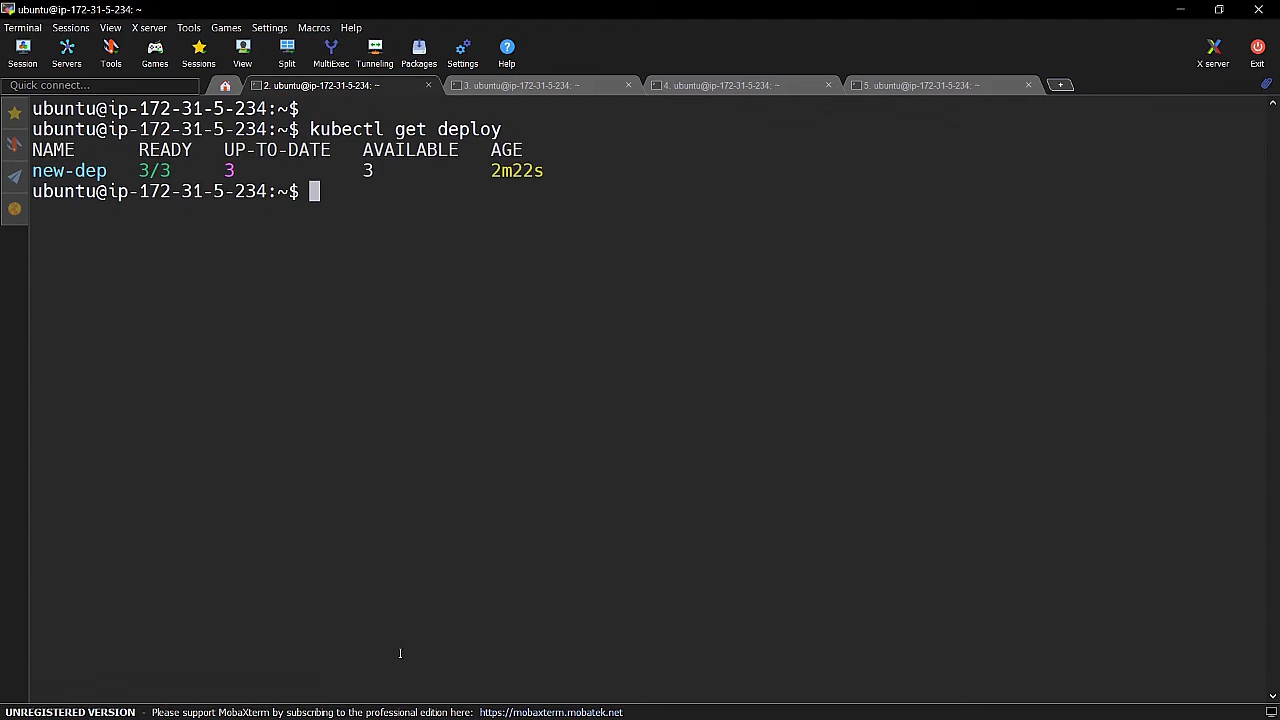 ubuntu@ip-172-31-5-234: ~
Terminal Sessions View X server Tools Games Settings Macros Help
Session Servers Tools Games Sessions View Split MultiExec Tunneling Packages Settings Help X server Exit
Quick connect... 2. ubuntu@ip-172-31-5-234: ~ 3. ubuntu@ip-172-31-5-234: ~ 4. ubuntu@ip-172-31-5-234: ~ 5. ubuntu@ip-172-31-5-234: ~
ubuntu@ip-172-31-5-234:~$
ubuntu@ip-172-31-5-234:~$ kubectl get deploy
NAME READY UP-TO-DATE AVAILABLE AGE
new-dep 3/3 3 3 2m22s
ubuntu@ip-172-31-5-234:~$
UNREGISTERED VERSION - Please support MobaXterm by subscribing to the professional edition here: https://mobaxterm.mobatek.net